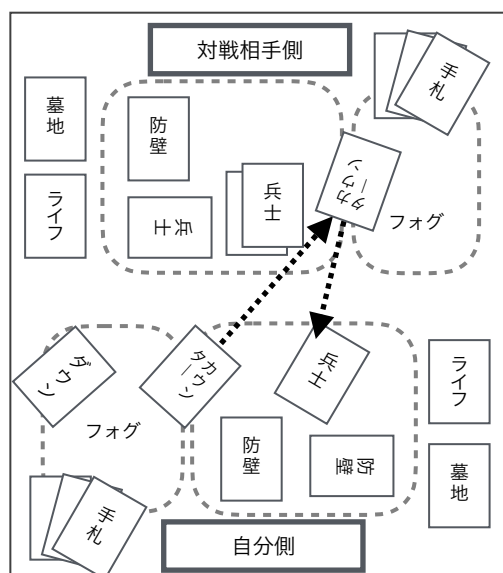 対戦相手側
手札
墓地
防壁
兵士
カウンター
ライフ
兵士
フォグ
ダウン
カウンター
兵士
ライフ
フォグ
防壁
防壁
墓地
手札
自分側